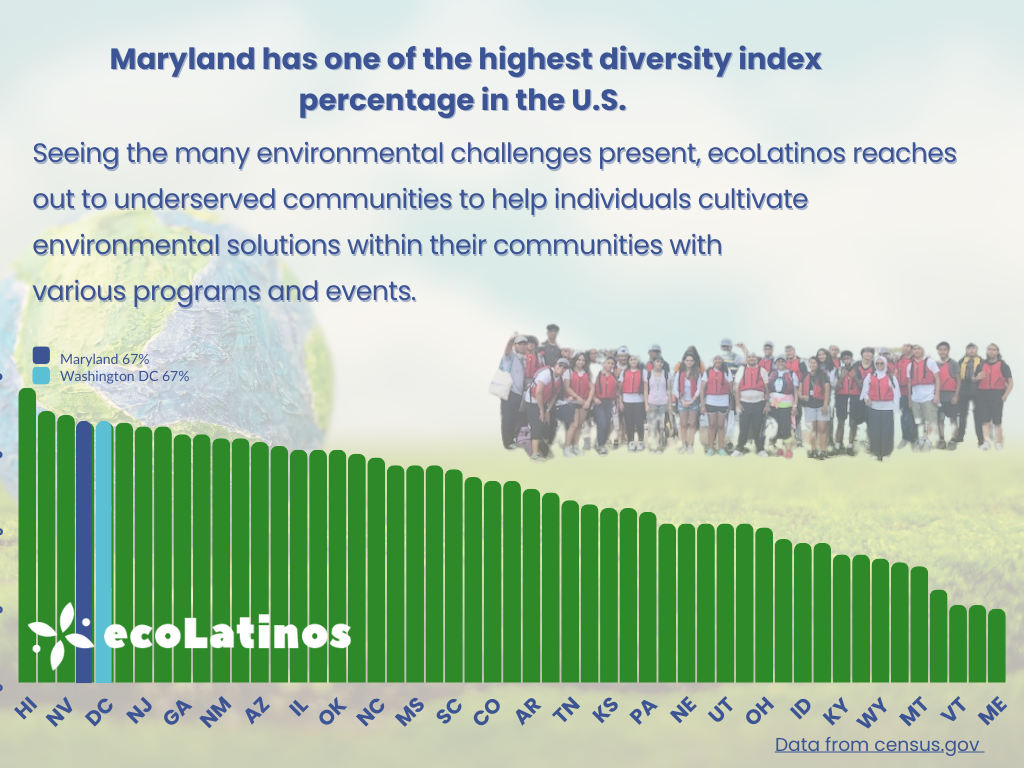 Maryland has one of the highest diversity index
percentage in the U.S.
Seeing the many environmental challenges present, ecoLatinos reaches
out to underserved communities to help individuals cultivate
environmental solutions within their communities with
various programs and events.
Maryland 67%
Washington DC 67%
ecoLatinos
HI NV DC NJ GA NM AZ IL OK NC MS SC CO AR TN KS PA NE UT OH ID KY WY MT VT ME
Data from census.gov